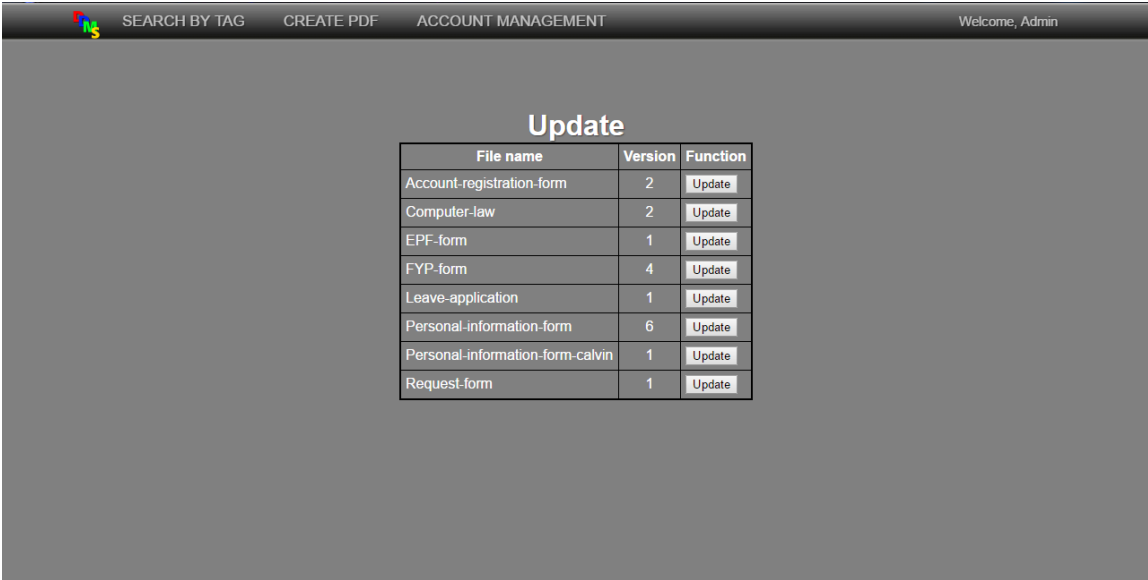 DMS SEARCH BY TAG CREATE PDF ACCOUNT MANAGEMENT Welcome, Admin
Update
File name Version Function
Account-registration-form 2 Update
Computer-law 2 Update
EPF-form 1 Update
FYP-form 4 Update
Leave-application 1 Update
Personal-information-form 6 Update
Personal-information-form-calvin 1 Update
Request-form 1 Update